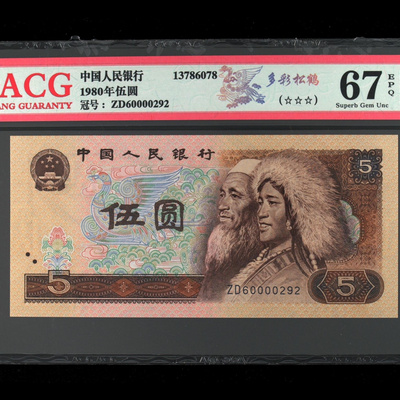 ACG
ANG GUARANTY
中国人民银行
1980年伍圆
冠号：ZD60000292
13786078
多彩松鹤
(☆☆☆)
67
EPQ
Superb Gem Unc
中国人民银行
5
伍圆
5
5
ZD60000292